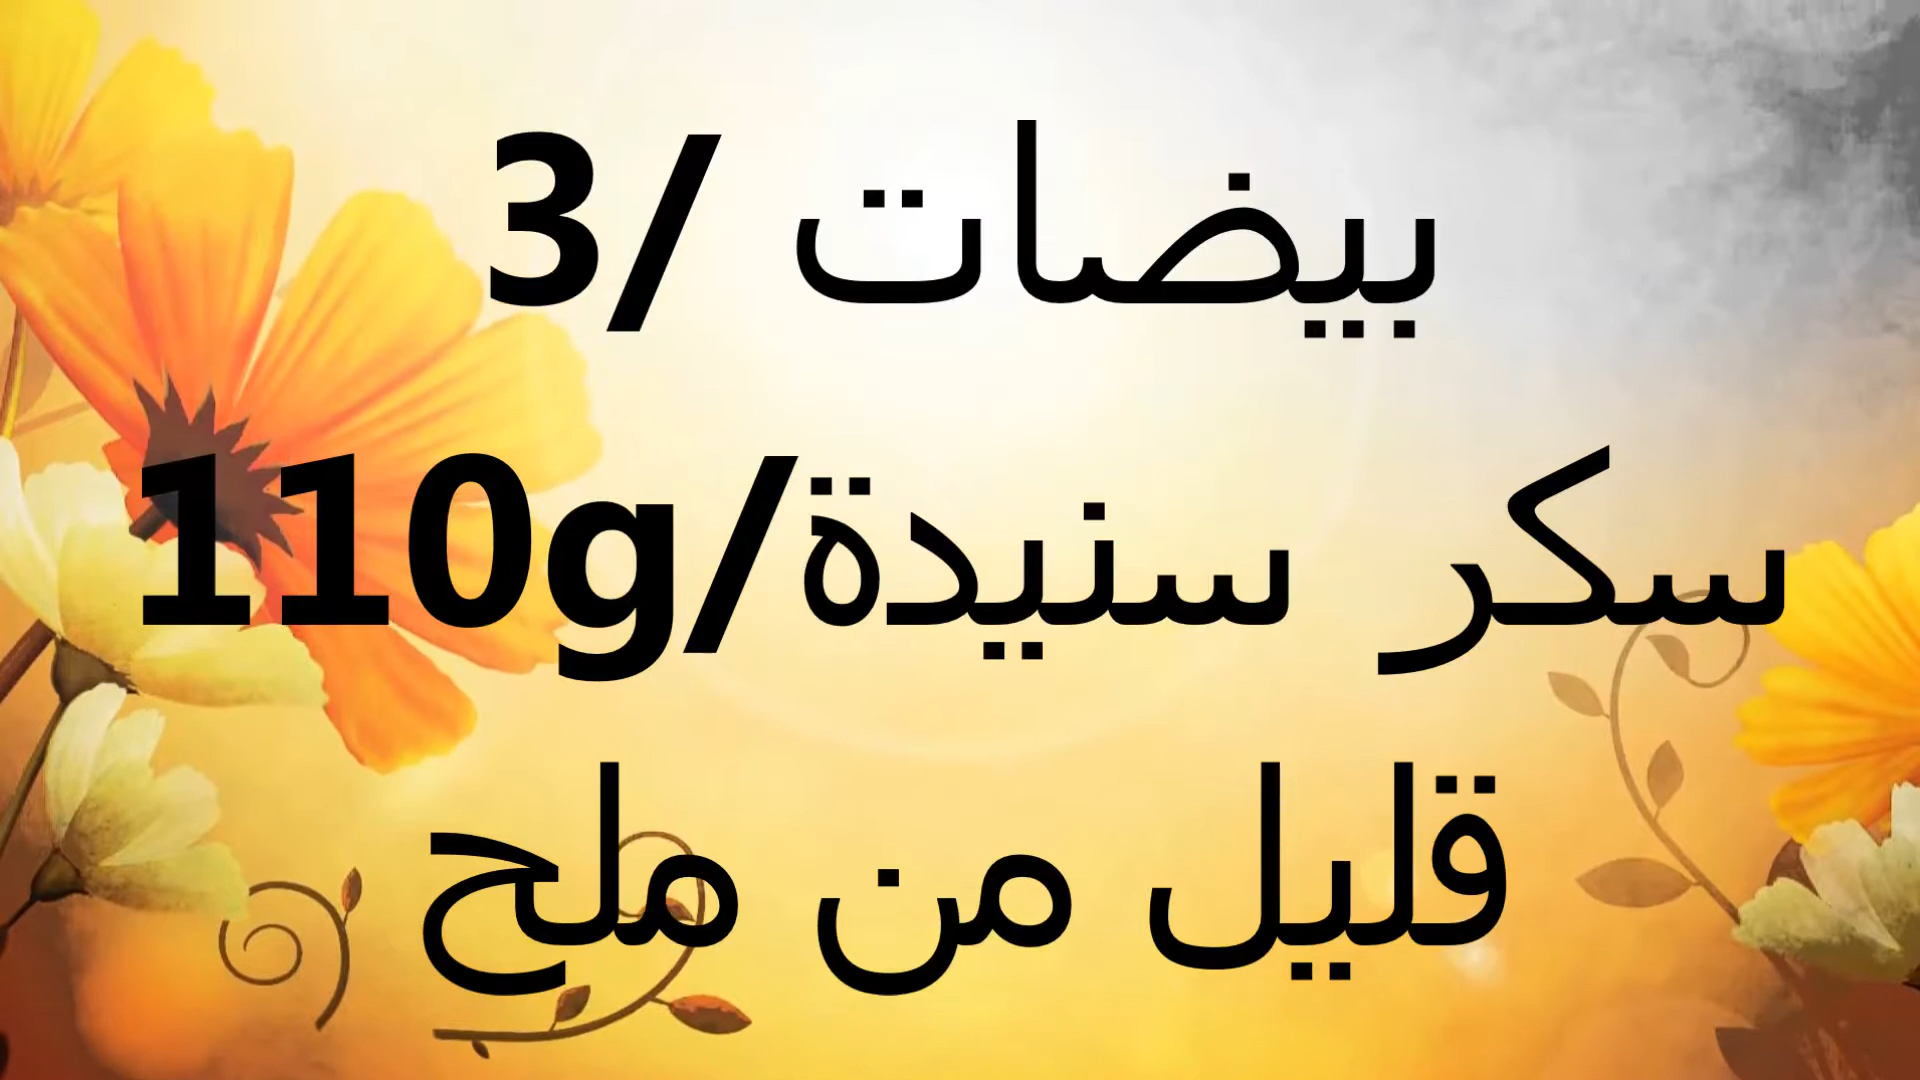 بيضات /3
سكر سنيدة/110g
قليل من ملح